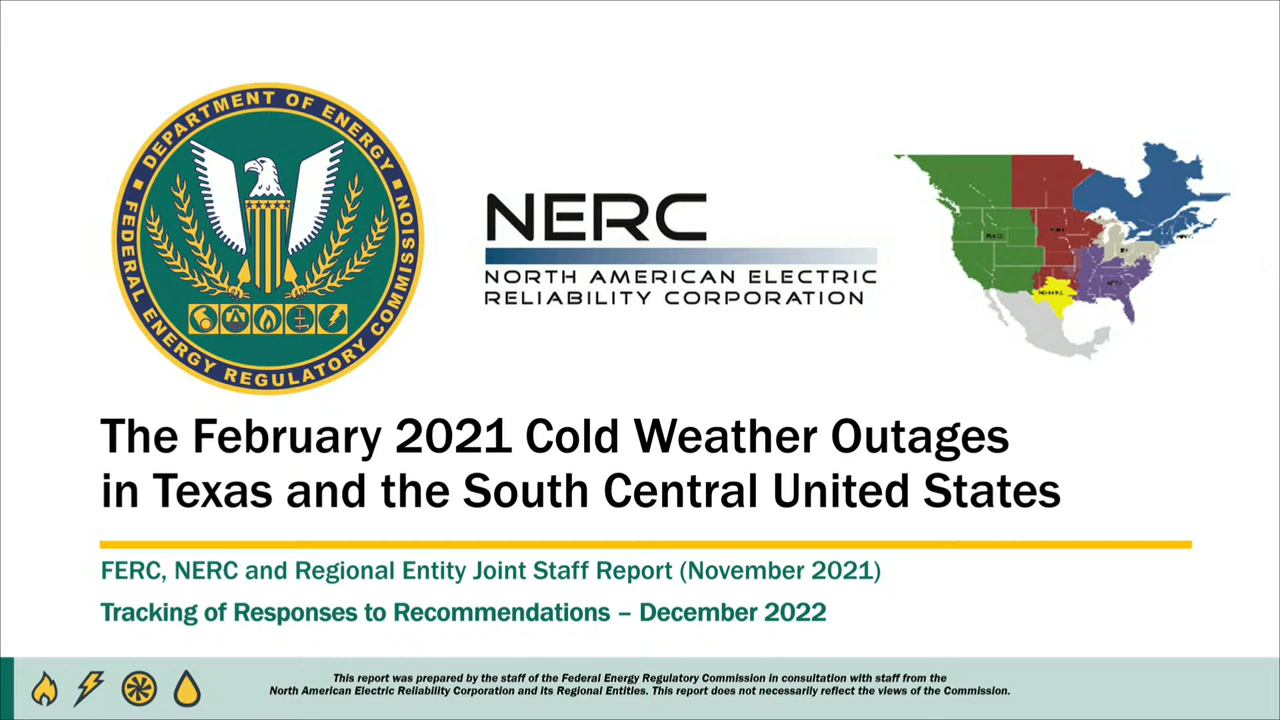 DEPARTMENT OF ENERGY
FEDERAL ENERGY REGULATORY COMMISSION
NERC
NORTH AMERICAN ELECTRIC
RELIABILITY CORPORATION
The February 2021 Cold Weather Outages
in Texas and the South Central United States
FERC, NERC and Regional Entity Joint Staff Report (November 2021)
Tracking of Responses to Recommendations – December 2022
This report was prepared by the staff of the Federal Energy Regulatory Commission in consultation with staff from the
North American Electric Reliability Corporation and its Regional Entities. This report does not necessarily reflect the views of the Commission.